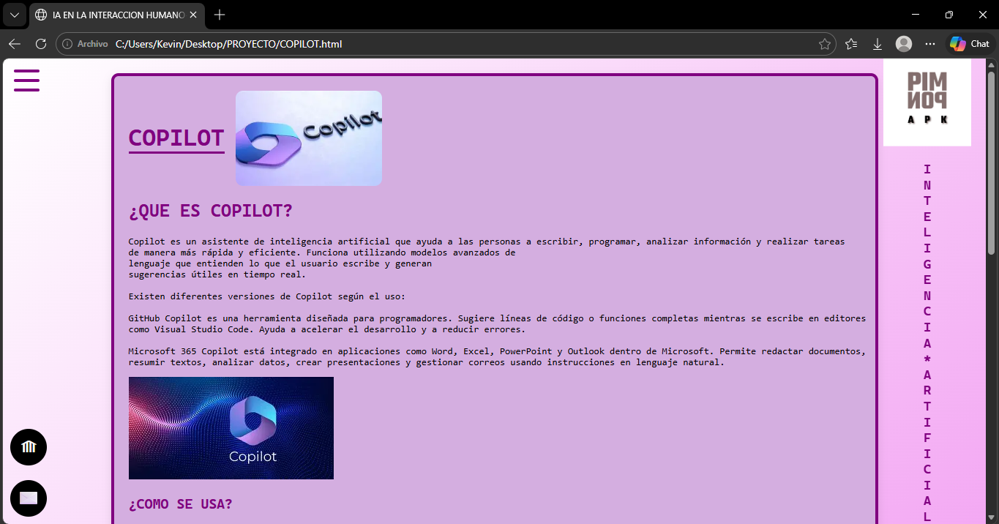 IA EN LA INTERACCION HUMANO
Archivo C:/Users/Kevin/Desktop/PROYECTO/COPILOT.html
Chat
COPILOT
Copilot
¿QUE ES COPILOT?
Copilot es un asistente de inteligencia artificial que ayuda a las personas a escribir, programar, analizar información y realizar tareas
de manera más rápida y eficiente. Funciona utilizando modelos avanzados de
lenguaje que entienden lo que el usuario escribe y generan
sugerencias útiles en tiempo real.
Existen diferentes versiones de Copilot según el uso:
GitHub Copilot es una herramienta diseñada para programadores. Sugiere líneas de código o funciones completas mientras se escribe en editores
como Visual Studio Code. Ayuda a acelerar el desarrollo y a reducir errores.
Microsoft 365 Copilot está integrado en aplicaciones como Word, Excel, PowerPoint y Outlook dentro de Microsoft. Permite redactar documentos,
resumir textos, analizar datos, crear presentaciones y gestionar correos usando instrucciones en lenguaje natural.
Copilot
¿COMO SE USA?
PIM
PON
APK
INTELIGENCIA*ARTIFICIAL